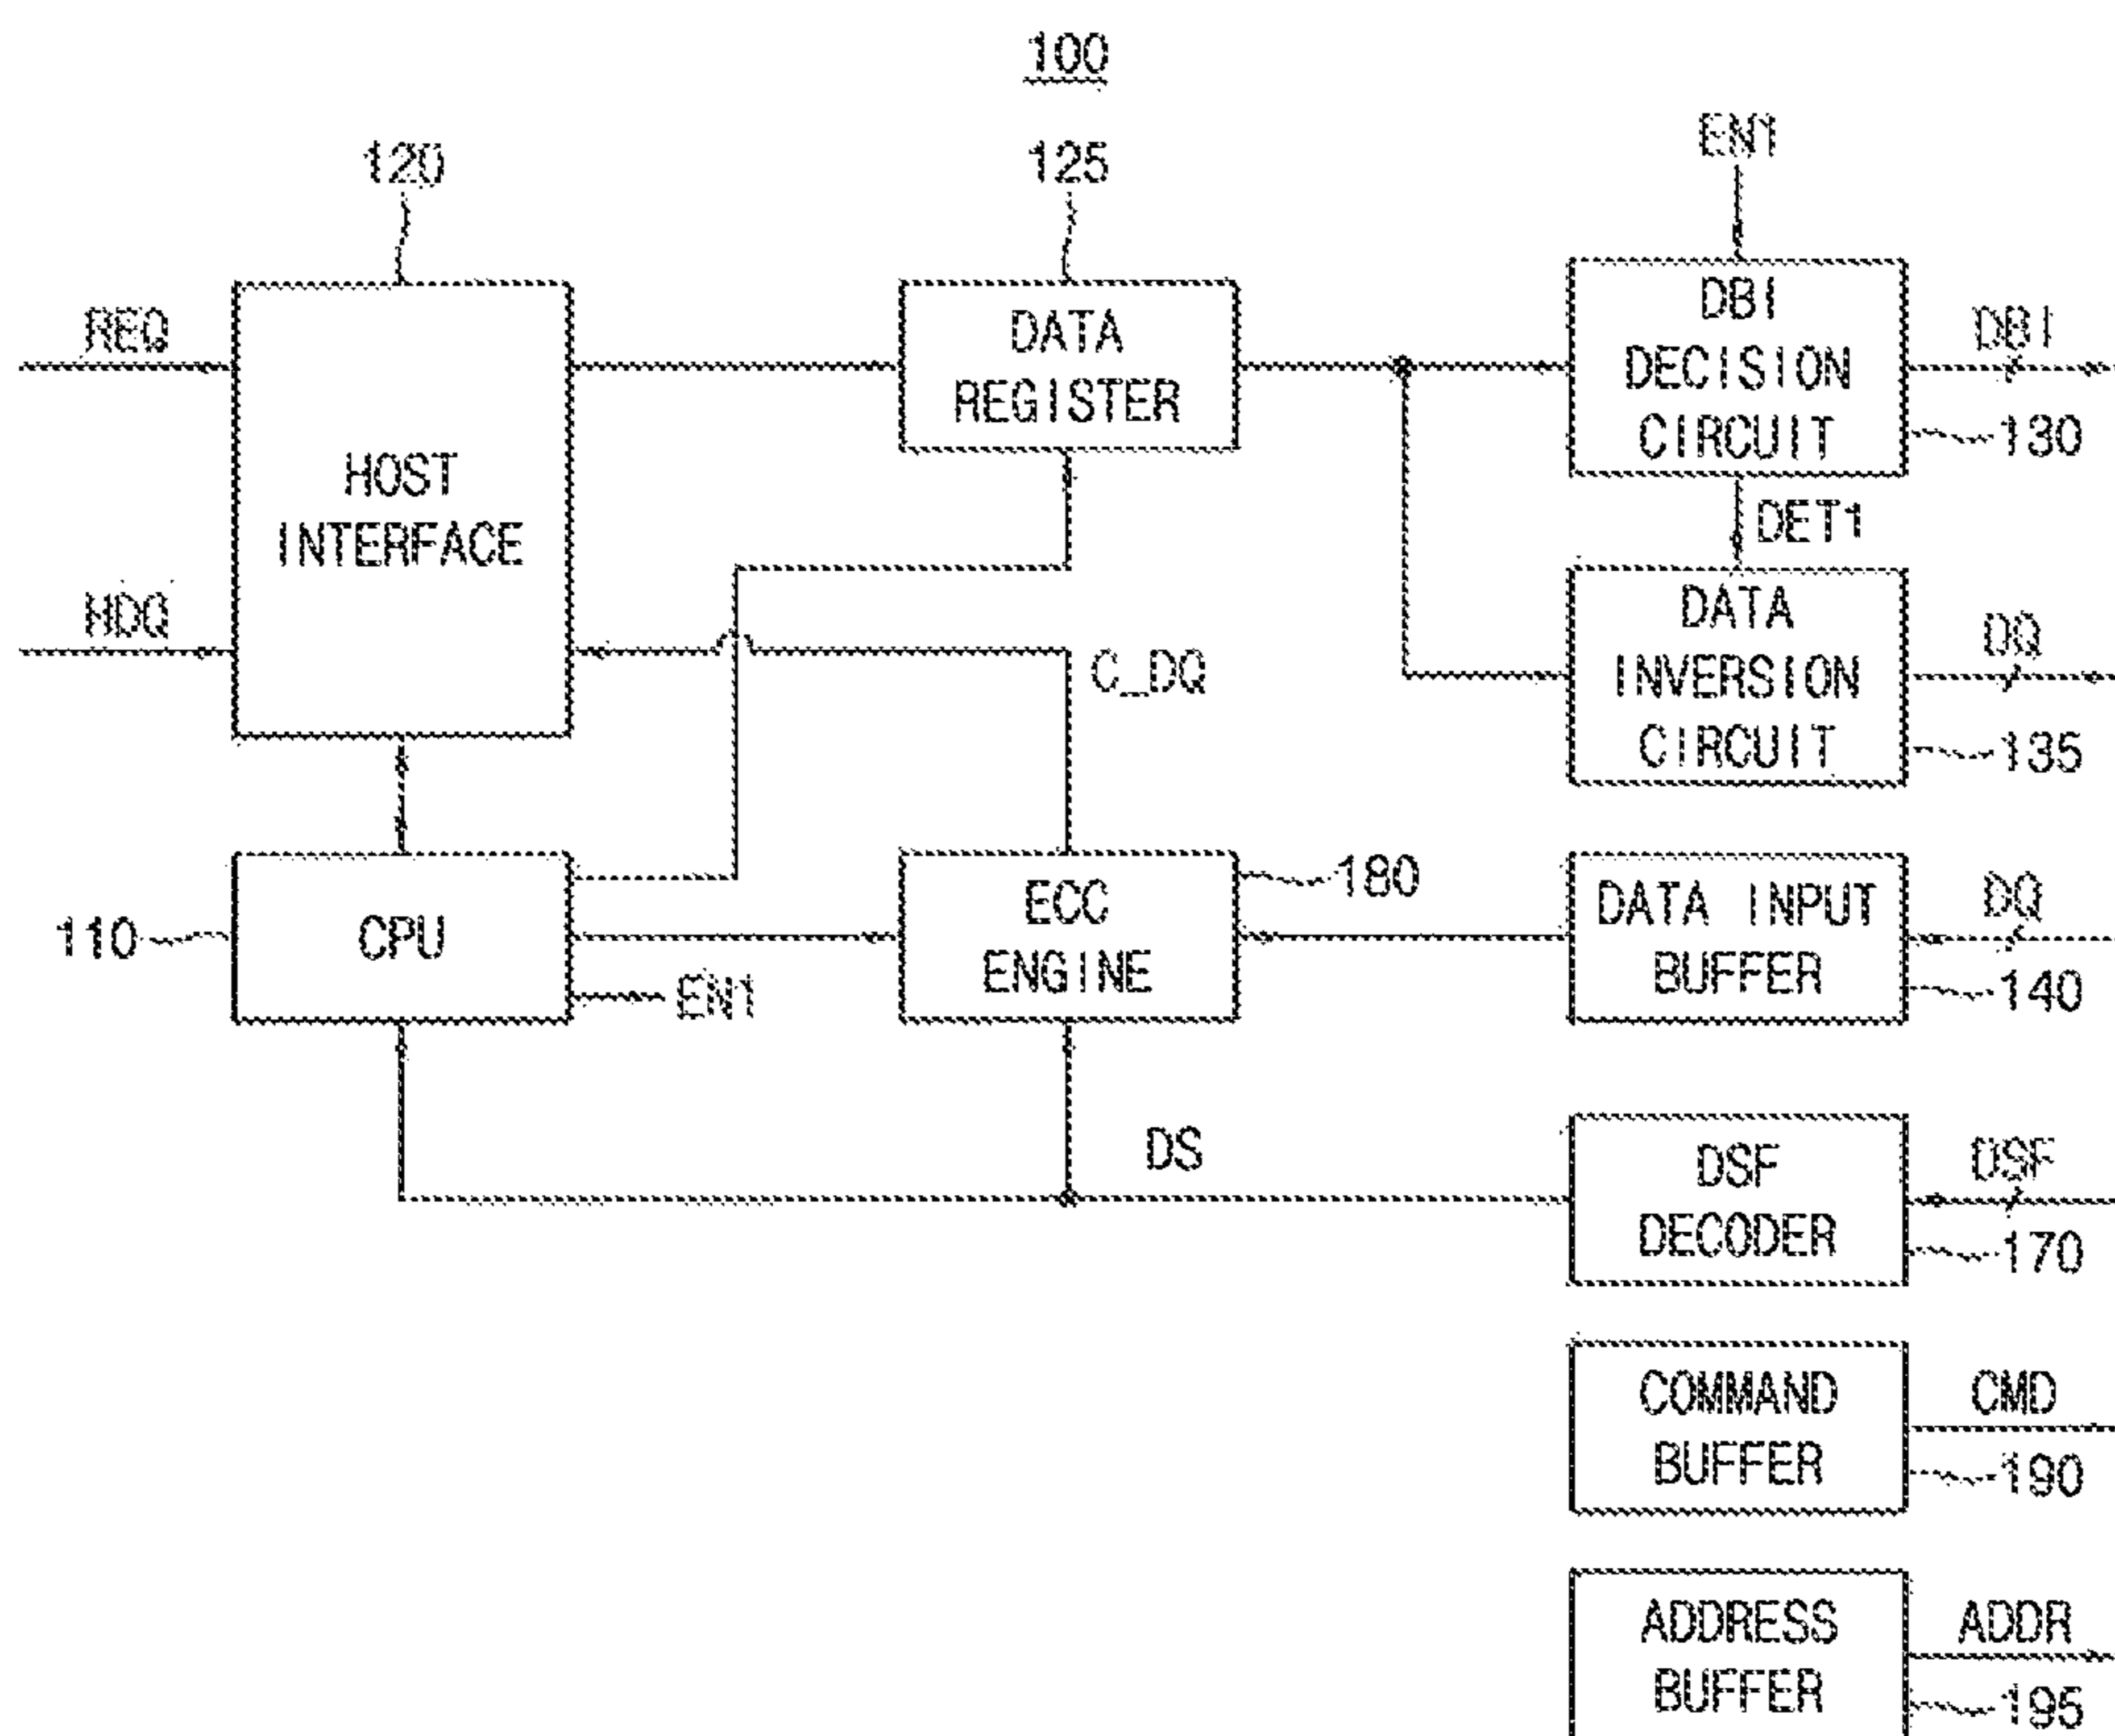 100
120
125
EN1
REQ
HOST
INTERFACE
HDQ
DATA
REGISTER
DBI
DECISION
CIRCUIT
DBI
130
DET1
DATA
INVERSION
CIRCUIT
DQ
135
C_DQ
110
CPU
EN1
ECC
ENGINE
180
DATA INPUT
BUFFER
DQ
140
DS
DSF
DECODER
DSF
170
COMMAND
BUFFER
CMD
190
ADDRESS
BUFFER
ADDR
195